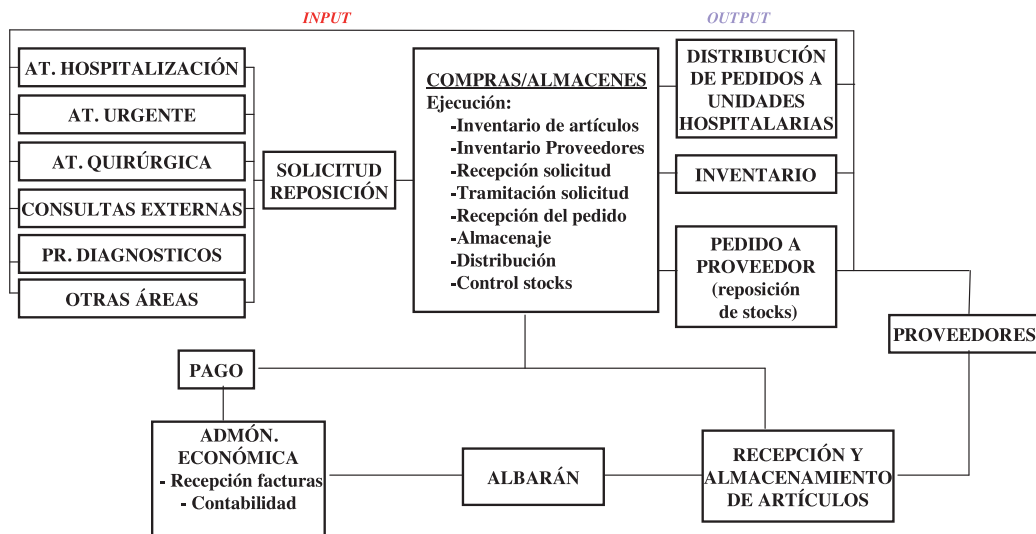 INPUT
OUTPUT
AT. HOSPITALIZACIÓN
AT. URGENTE
AT. QUIRÚRGICA
CONSULTAS EXTERNAS
PR. DIAGNOSTICOS
OTRAS ÁREAS
SOLICITUD
REPOSICIÓN
COMPRAS/ALMACENES
Ejecución:
-Inventario de artículos
-Inventario Proveedores
-Recepción solicitud
-Tramitación solicitud
-Recepción del pedido
-Almacenaje
-Distribución
-Control stocks
DISTRIBUCIÓN
DE PEDIDOS A
UNIDADES
HOSPITALARIAS
INVENTARIO
PEDIDO A
PROVEEDOR
(reposición
de stocks)
PROVEEDORES
PAGO
ADMÓN.
ECONÓMICA
- Recepción facturas
- Contabilidad
ALBARÁN
RECEPCIÓN Y
ALMACENAMIENTO
DE ARTÍCULOS